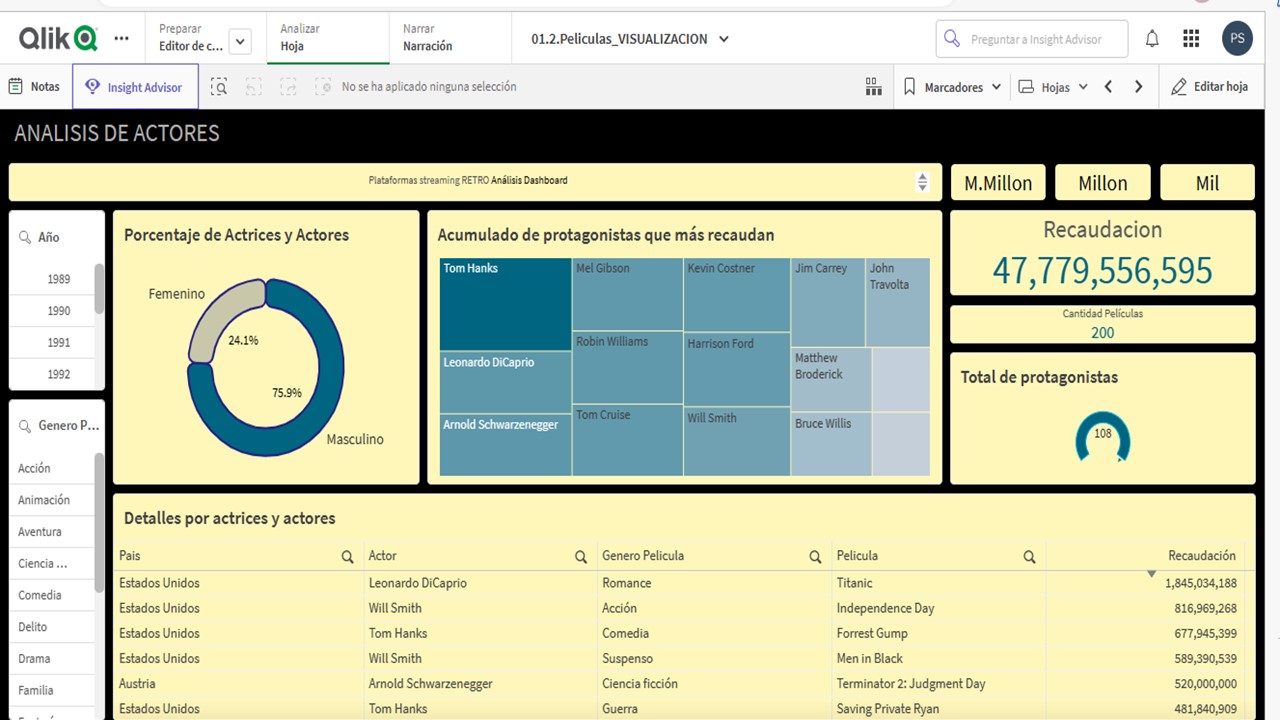 Qlik
Preparar
Editor de c...
Analizar
Hoja
Narrar
Narración
01.2.Peliculas_VISUALIZACION
Preguntar a Insight Advisor
PS
Notas
Insight Advisor
No se ha aplicado ninguna selección
Marcadores
Hojas
Editar hoja
ANALISIS DE ACTORES
Plataformas streaming RETRO Análisis Dashboard
M.Millon
Millon
Mil
Año
1989
1990
1991
1992
Porcentaje de Actrices y Actores
Femenino
24.1%
75.9%
Masculino
Acumulado de protagonistas que más recaudan
Tom Hanks
Leonardo DiCaprio
Arnold Schwarzenegger
Mel Gibson
Robin Williams
Tom Cruise
Kevin Costner
Harrison Ford
Will Smith
Jim Carrey
John
Travolta
Matthew
Broderick
Bruce Willis
Recaudacion
47,779,556,595
Cantidad Películas
200
Total de protagonistas
108
Genero P...
Acción
Animación
Aventura
Ciencia ...
Comedia
Delito
Drama
Familia
Detalles por actrices y actores
Pais Actor Genero Pelicula Pelicula Recaudación
Estados Unidos Leonardo DiCaprio Romance Titanic 1,845,034,188
Estados Unidos Will Smith Acción Independence Day 816,969,268
Estados Unidos Tom Hanks Comedia Forrest Gump 677,945,399
Estados Unidos Will Smith Suspenso Men in Black 589,390,539
Austria Arnold Schwarzenegger Ciencia ficción Terminator 2: Judgment Day 520,000,000
Estados Unidos Tom Hanks Guerra Saving Private Ryan 481,840,909